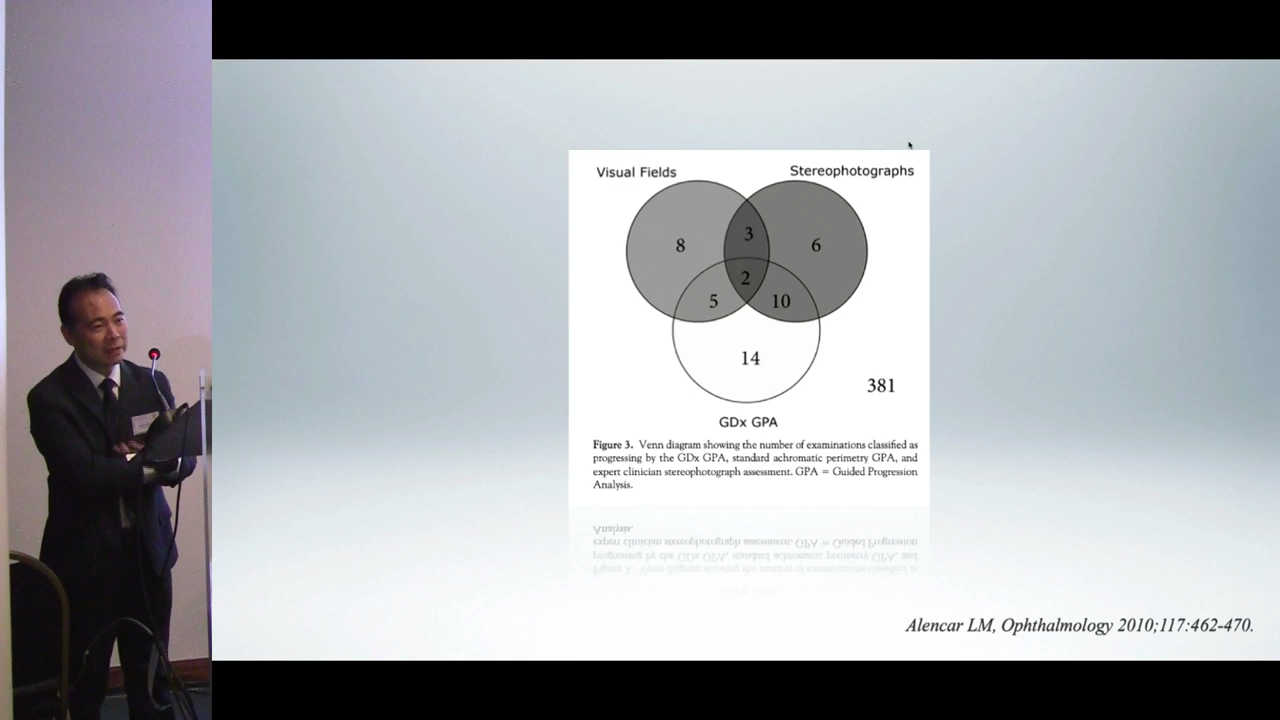 Visual Fields
Stereophotographs
8
3
6
2
5
10
14
381
GDx GPA
Figure 3. Venn diagram showing the number of examinations classified as
progressing by the GDx GPA, standard achromatic perimetry GPA, and
expert clinician stereophotograph assessment. GPA = Guided Progression
Analysis.
Alencar LM, Ophthalmology 2010;117:462-470.